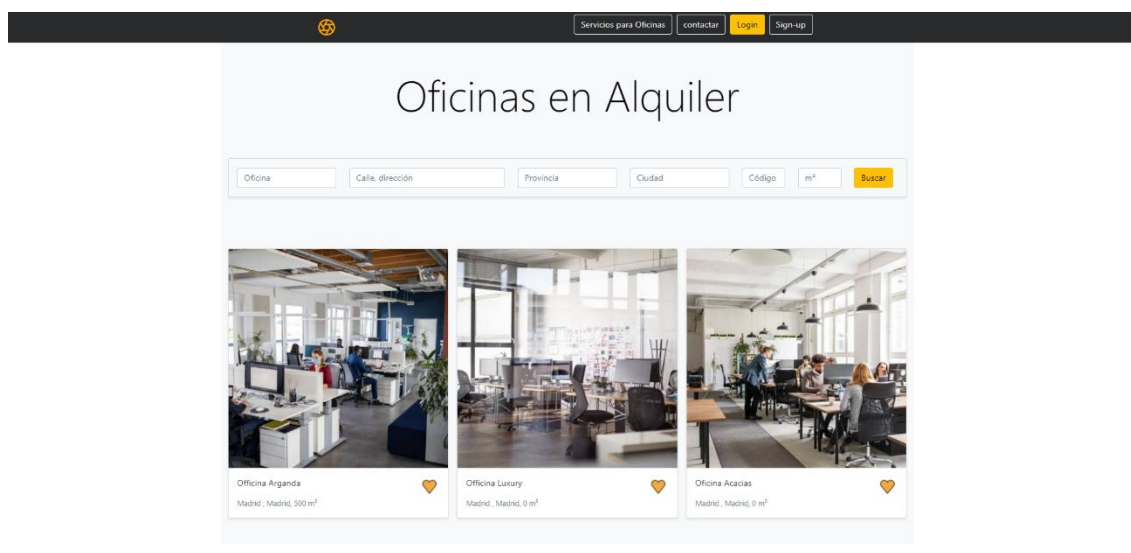 Servicios para Oficinas contactar Login Sign-up
Oficinas en Alquiler
Oficina Calle, dirección Provincia Ciudad Código m² Buscar
Officina Arganda
Madrid , Madrid, 500 m²
Officina Luxury
Madrid , Madrid, 0 m²
Oficina Acacias
Madrid , Madrid, 0 m²